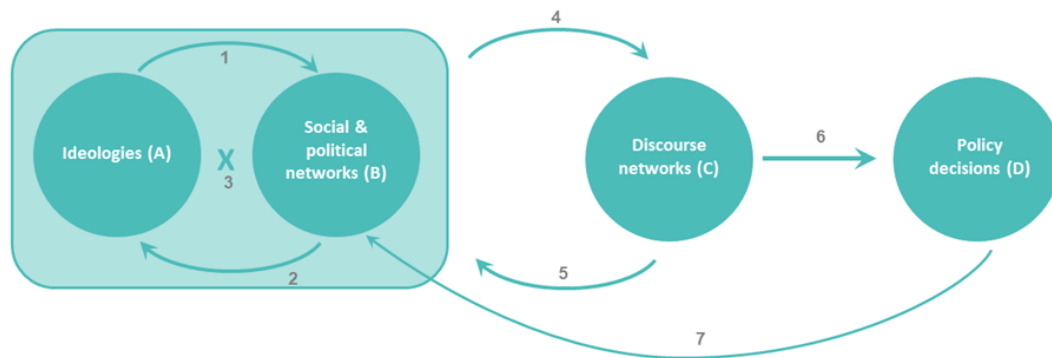 4
1
Ideologies (A)
X
3
Social &
political
networks (B)
2
Discourse
networks (C)
5
6
Policy
decisions (D)
7